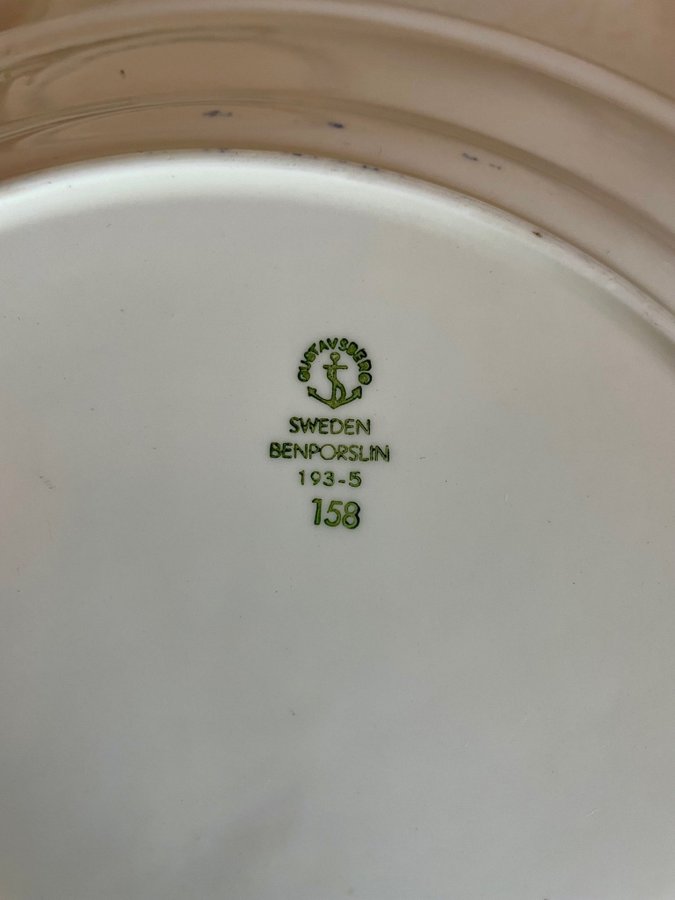 GUSTAVSBERG
SWEDEN
BENPORSLIN
193-5
158